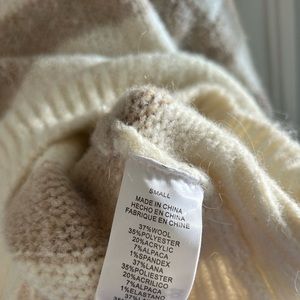 SMALL
MADE IN CHINA
HECHO EN CHINA
FABRIQUE EN CHINE
37%WOOL
35%POLYESTER
20%ACRYLIC
7%ALPACA
1%SPANDEX
37%LANA
35%POLIESTER
20%ACRILICO
7%ALPACA
1%ELASTANO